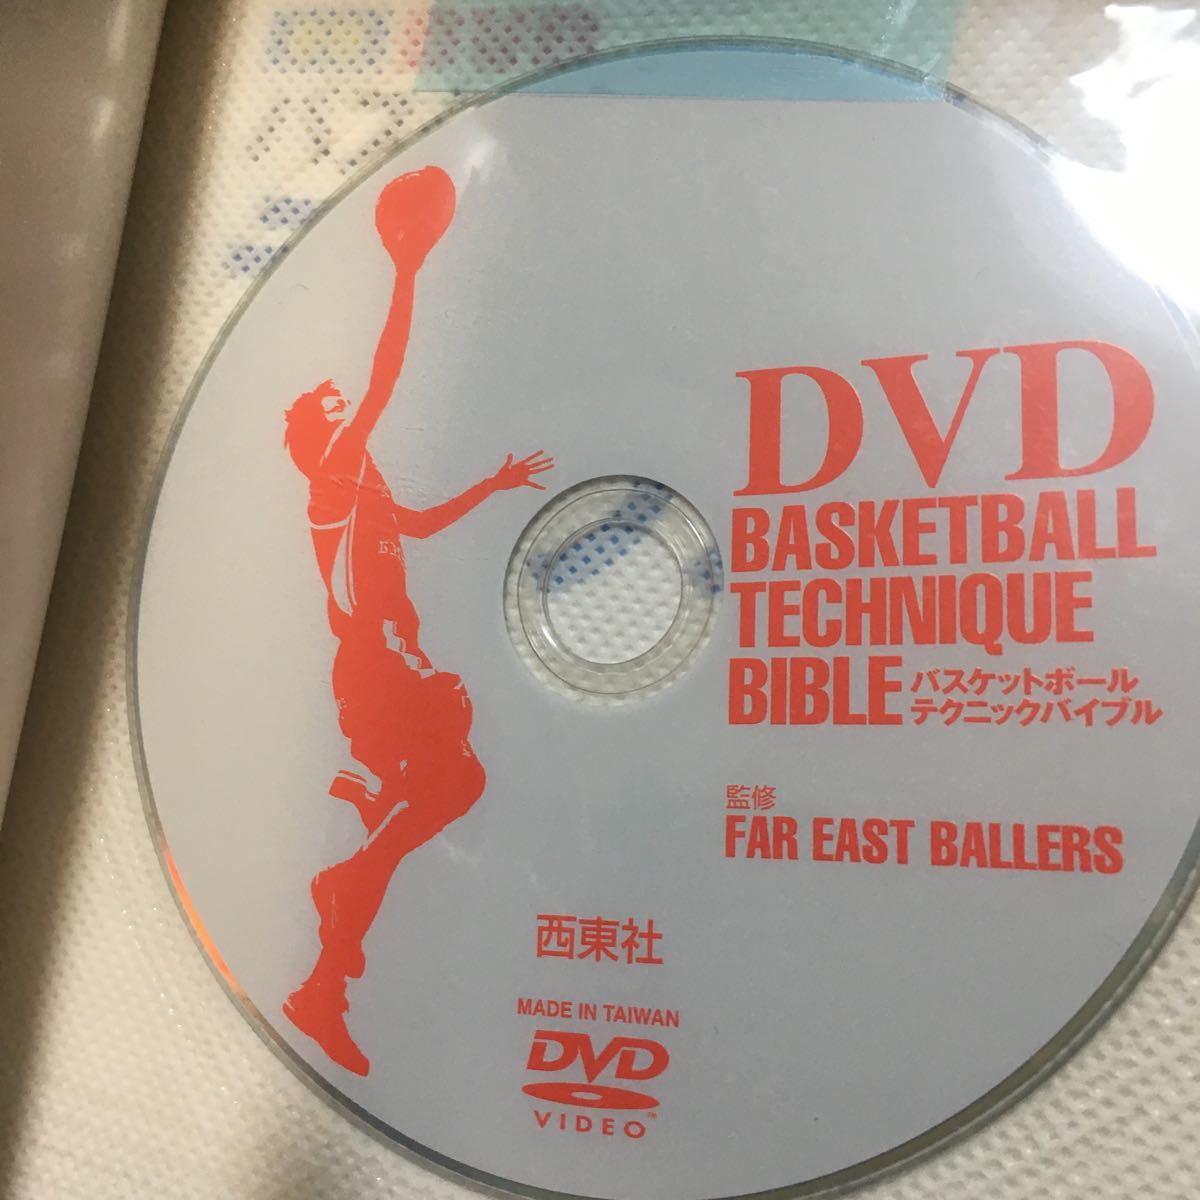 DVD
BASKETBALL
TECHNIQUE
BIBLE バスケットボール
テクニックバイブル
監修
FAR EAST BALLERS
西東社
MADE IN TAIWAN
DVD
VIDEO™